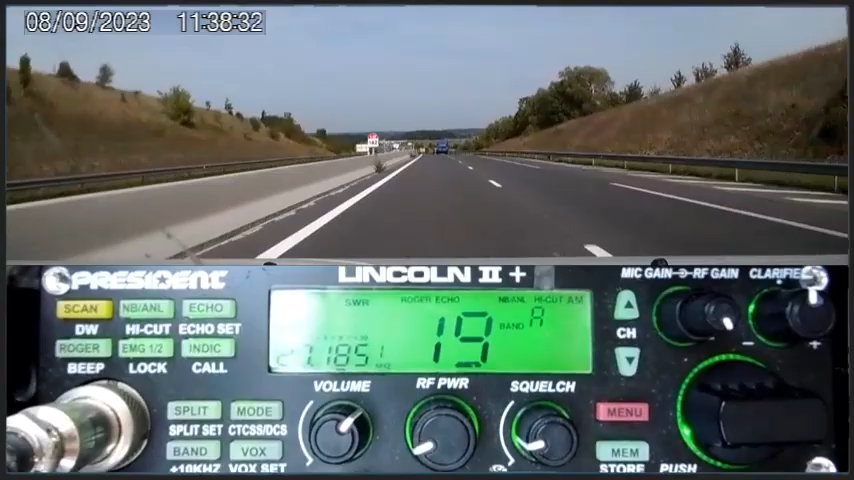 08/09/2023 11:38:32
PRESIDENT LINCOLN II + MIC GAIN RF GAIN CLARIFIER
SCAN NB/ANL ECHO
DW HI-CUT ECHO SET
ROGER EMG 1/2 INDIC
BEEP LOCK CALL
SWR ROGER ECHO NB/ANL HI-CUT AM
19 BAND A
27.185
CH
VOLUME RF PWR SQUELCH
SPLIT MODE
SPLIT SET CTCSS/DCS
BAND VOX
+10KHZ VOX SET
MENU
MEM
STORE PUSH